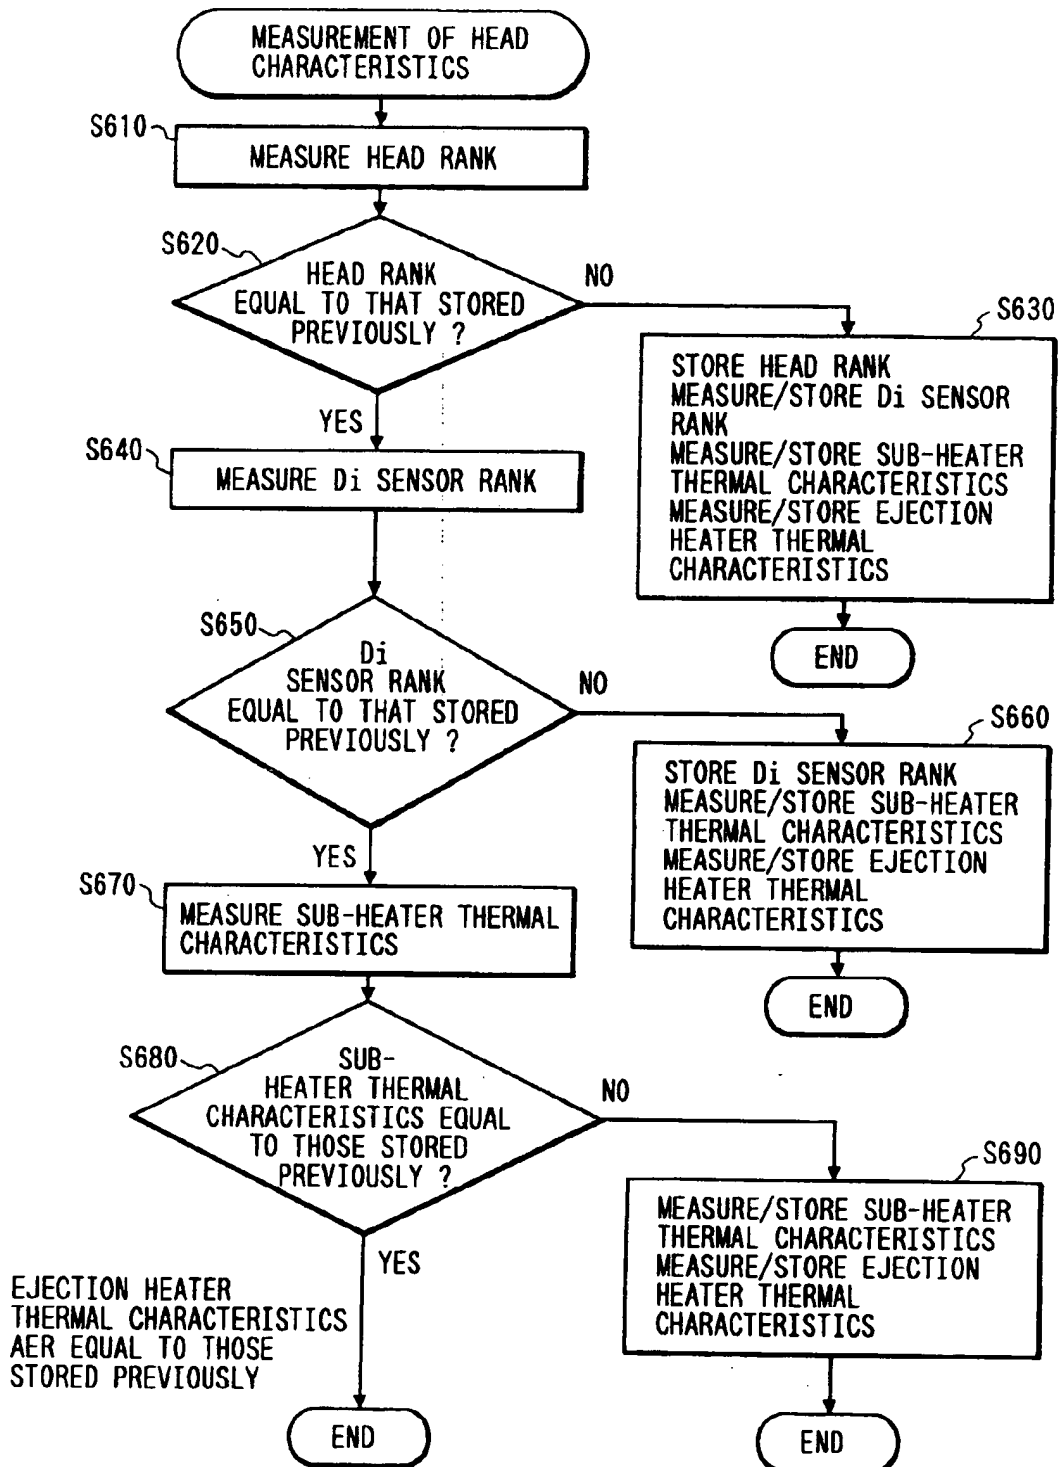 MEASUREMENT OF HEAD
CHARACTERISTICS
S610
MEASURE HEAD RANK
S620
HEAD RANK
EQUAL TO THAT STORED
PREVIOUSLY ?
NO
YES
S630
STORE HEAD RANK
MEASURE/STORE Di SENSOR
RANK
MEASURE/STORE SUB-HEATER
THERMAL CHARACTERISTICS
MEASURE/STORE EJECTION
HEATER THERMAL
CHARACTERISTICS
END
S640
MEASURE Di SENSOR RANK
S650
Di
SENSOR RANK
EQUAL TO THAT STORED
PREVIOUSLY ?
NO
YES
S660
STORE Di SENSOR RANK
MEASURE/STORE SUB-HEATER
THERMAL CHARACTERISTICS
MEASURE/STORE EJECTION
HEATER THERMAL
CHARACTERISTICS
END
S670
MEASURE SUB-HEATER THERMAL
CHARACTERISTICS
S680
SUB-
HEATER THERMAL
CHARACTERISTICS EQUAL
TO THOSE STORED
PREVIOUSLY ?
NO
YES
S690
MEASURE/STORE SUB-HEATER
THERMAL CHARACTERISTICS
MEASURE/STORE EJECTION
HEATER THERMAL
CHARACTERISTICS
END
EJECTION HEATER
THERMAL CHARACTERISTICS
AER EQUAL TO THOSE
STORED PREVIOUSLY
END